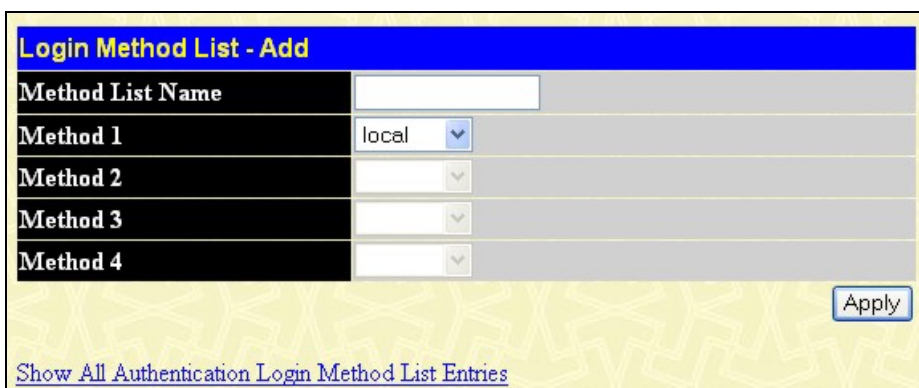 Login Method List - Add
Method List Name
Method 1 local
Method 2
Method 3
Method 4
Apply
Show All Authentication Login Method List Entries